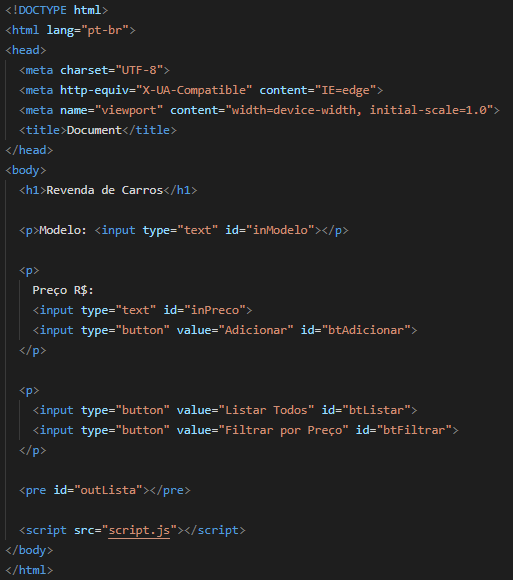 <!DOCTYPE html>
<html lang="pt-br">
<head>
  <meta charset="UTF-8">
  <meta http-equiv="X-UA-Compatible" content="IE=edge">
  <meta name="viewport" content="width=device-width, initial-scale=1.0">
  <title>Document</title>
</head>
<body>
  <h1>Revenda de Carros</h1>

  <p>Modelo: <input type="text" id="inModelo"></p>

  <p>
    Preço R$:
    <input type="text" id="inPreco">
    <input type="button" value="Adicionar" id="btAdicionar">
  </p>

  <p>
    <input type="button" value="Listar Todos" id="btListar">
    <input type="button" value="Filtrar por Preço" id="btFiltrar">
  </p>

  <pre id="outLista"></pre>

  <script src="script.js"></script>
</body>
</html>